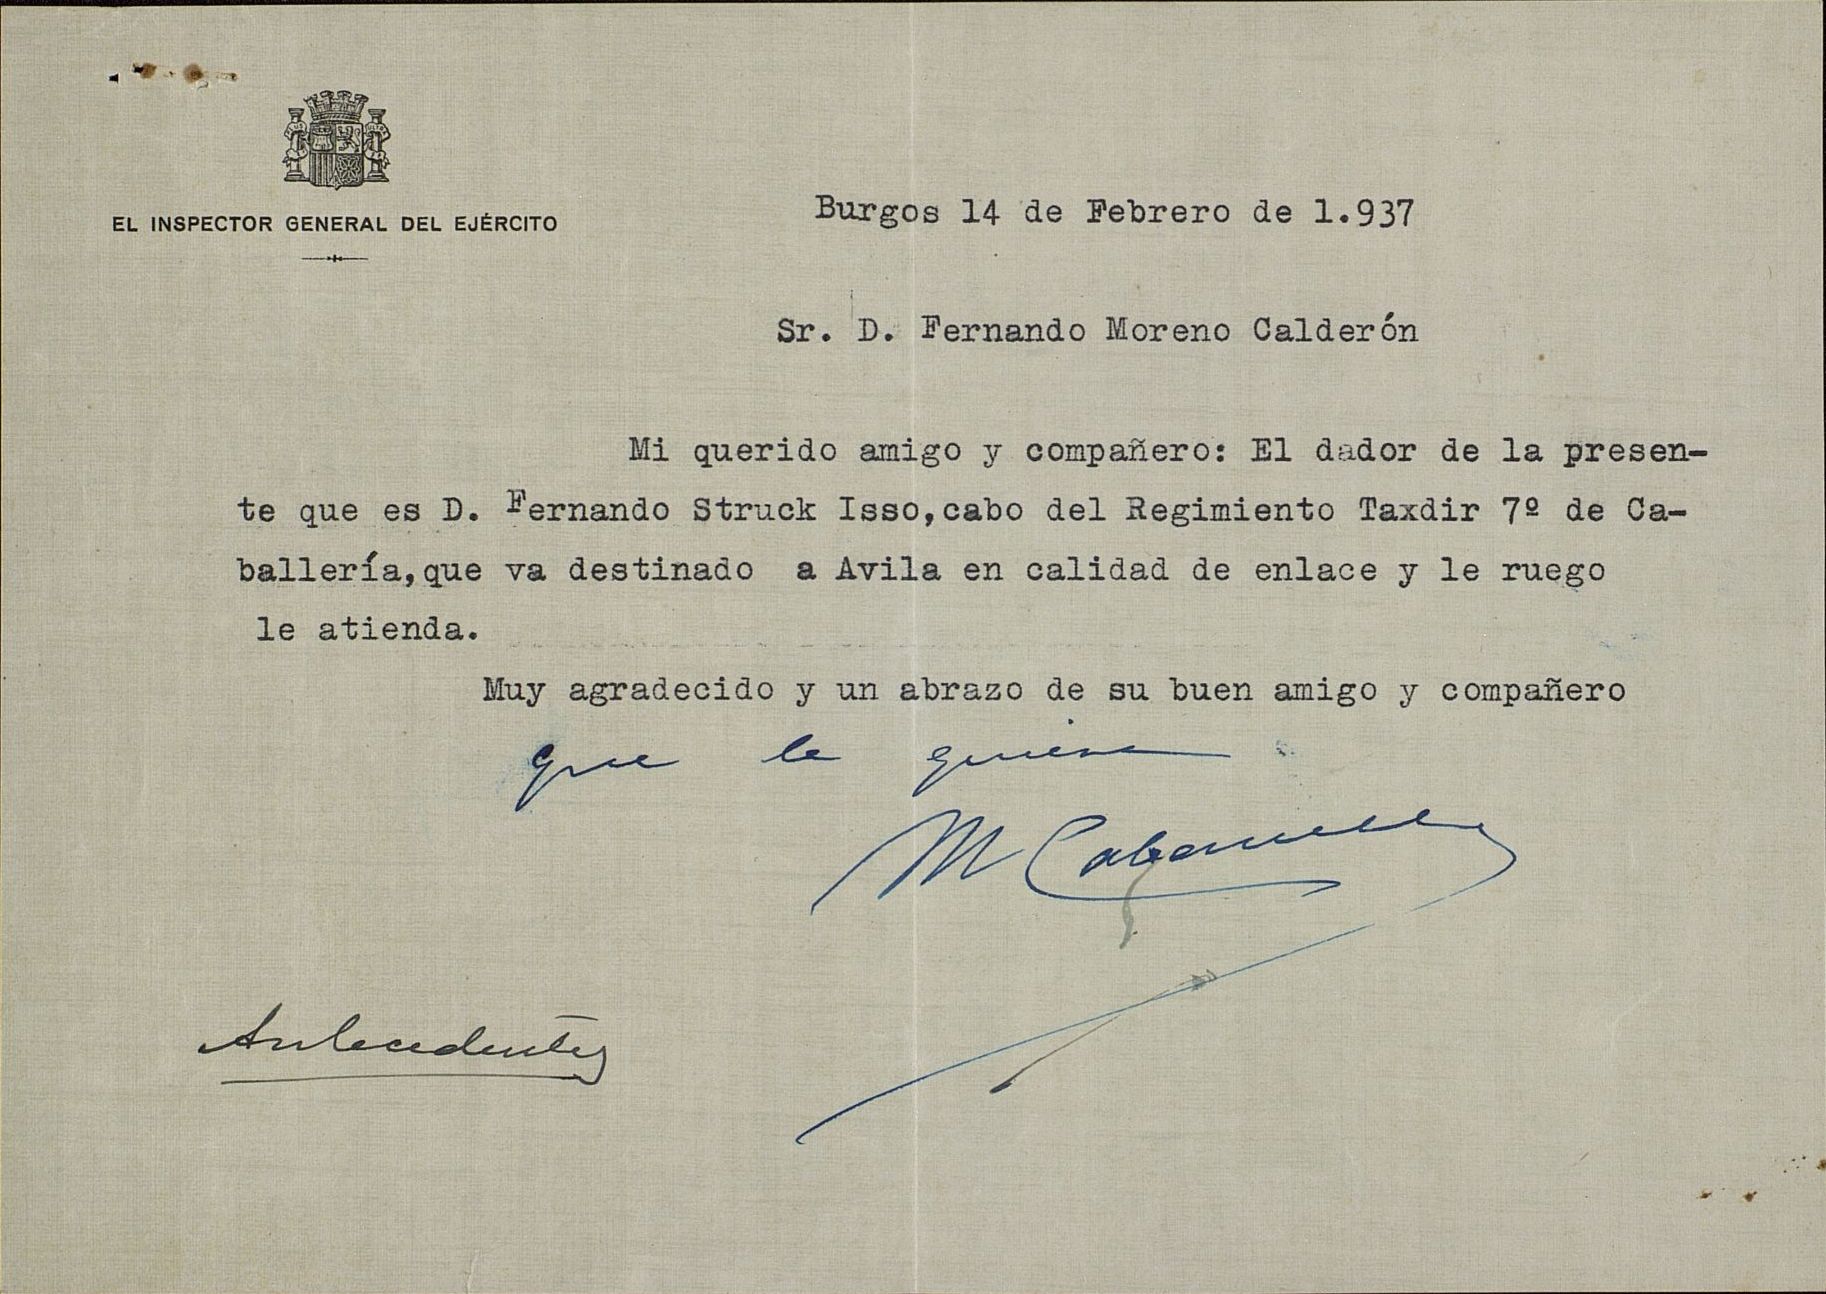 EL INSPECTOR GENERAL DEL EJÉRCITO
Burgos 14 de Febrero de 1.937
Sr. D. Fernando Moreno Calderón
Mi querido amigo y compañero: El dador de la presen-
te que es D. Fernando Struck Isso,cabo del Regimiento Taxdir 7º de Ca-
ballería,que va destinado a Avila en calidad de enlace y le ruego
le atienda.
Muy agradecido y un abrazo de su buen amigo y compañero
que le quiere
M Cabanellas
Antecedentes